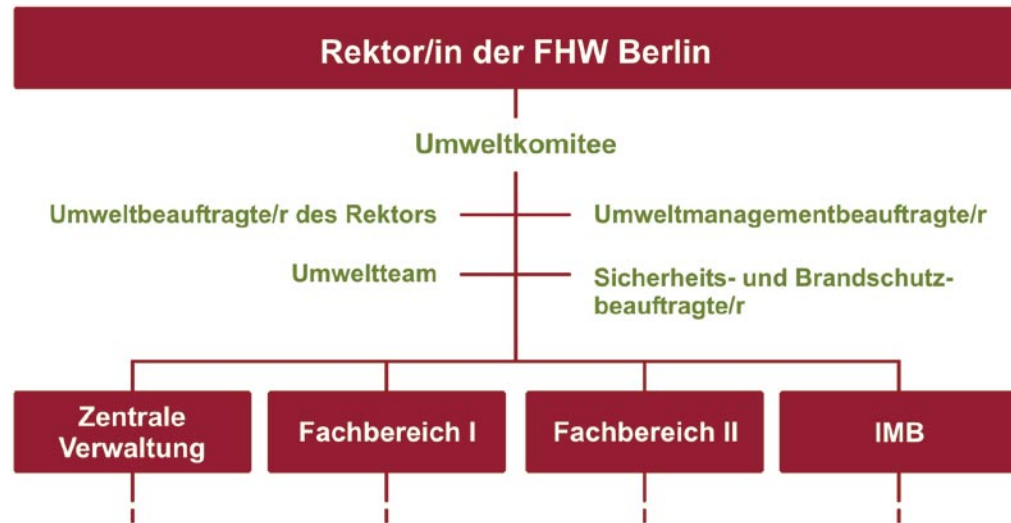 Rektor/in der FHW Berlin
Umweltkomitee
Umweltbeauftragte/r des Rektors
Umweltmanagementbeauftragte/r
Umweltteam
Sicherheits- und Brandschutz-
beauftragte/r
Zentrale
Verwaltung
Fachbereich I
Fachbereich II
IMB